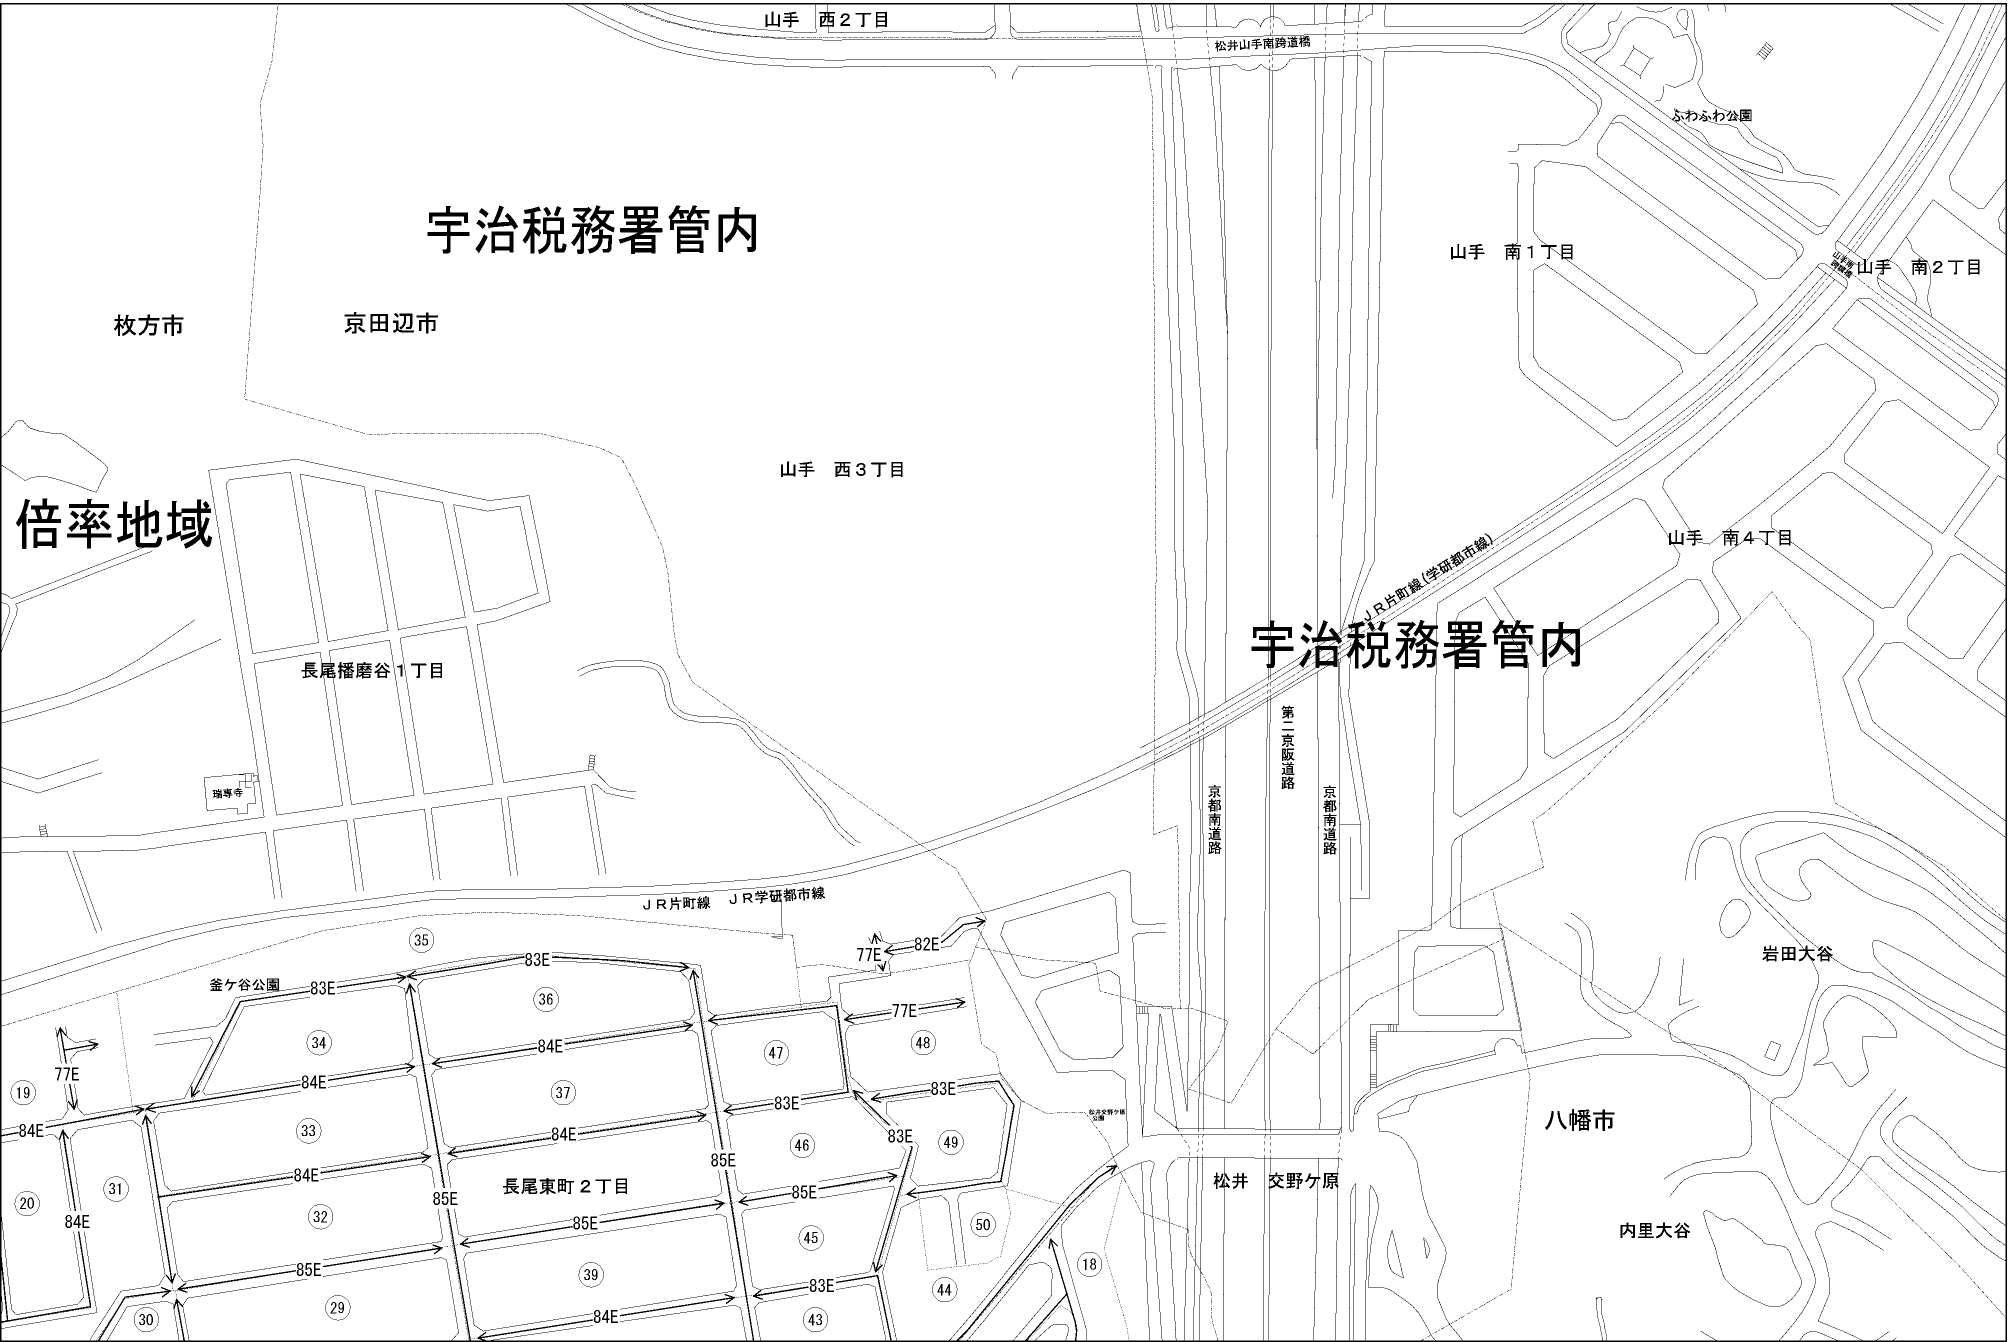 山手　西２丁目
松井山手南跨道橋
ふわふわ公園
宇治税務署管内
山手　南１丁目
山手　南２丁目
枚方市
京田辺市
山手　西３丁目
倍率地域
山手　南４丁目
ＪＲ片町線(学研都市線)
宇治税務署管内
長尾播磨谷１丁目
第二京阪道路
瑞専寺
京都南道路
京都南道路
ＪＲ片町線　ＪＲ学研都市線
35
77E
82E
岩田大谷
83E
釜ケ谷公園
83E
36
77E
34
84E
47
48
77E
84E
19
37
83E
83E
松井交野ケ原
公園
八幡市
84E
33
84E
83E
49
46
85E
84E
松井　交野ケ原
31
長尾東町２丁目
85E
85E
20
84E
32
85E
50
内里大谷
45
85E
39
83E
18
44
30
29
84E
43